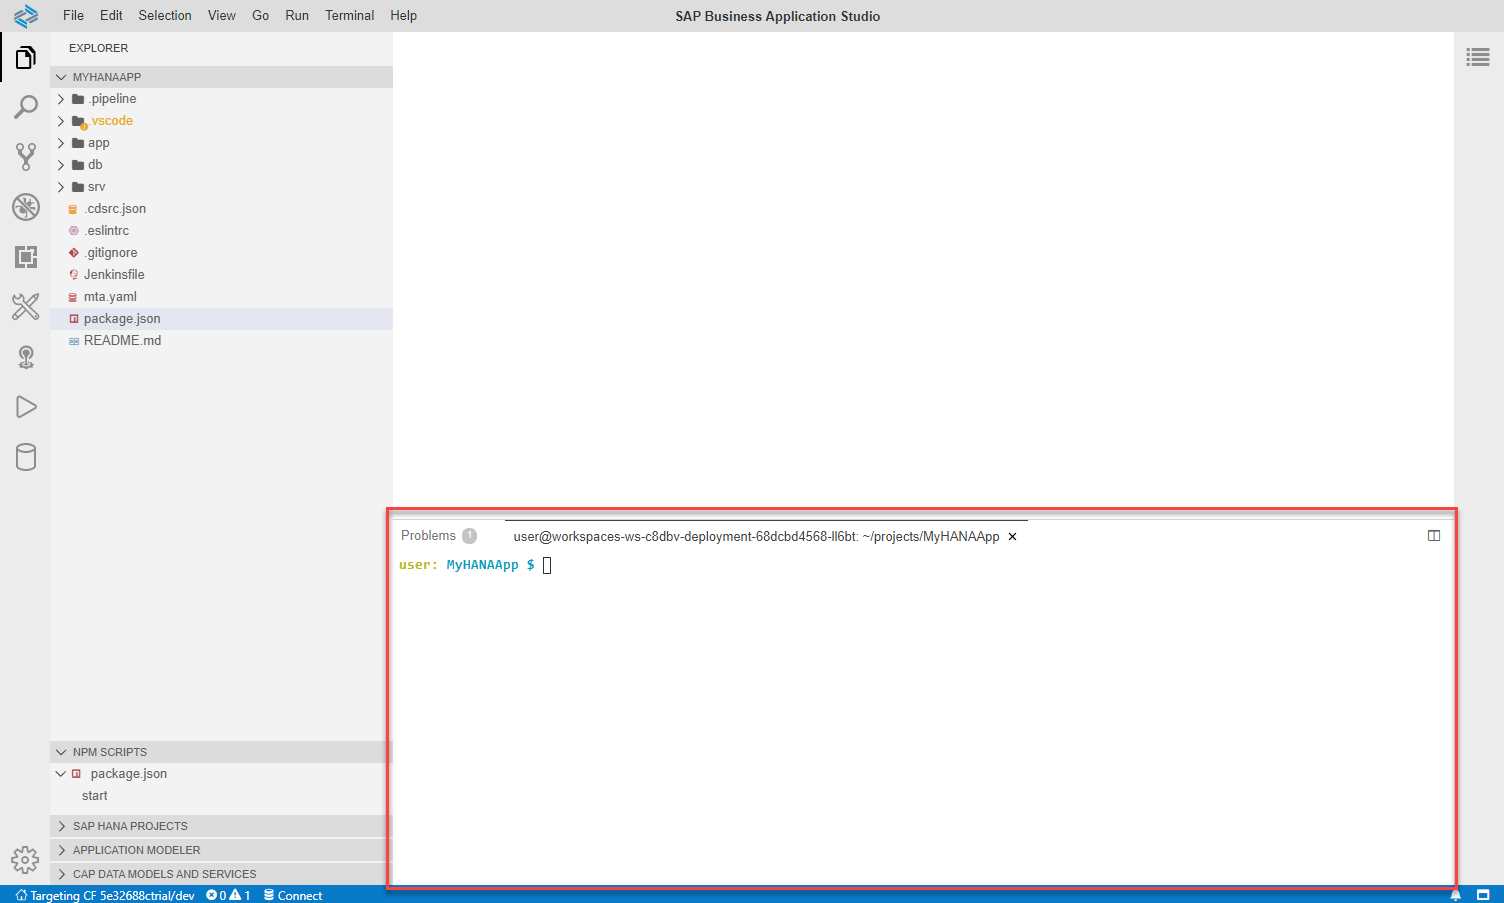 File Edit Selection View Go Run Terminal Help
SAP Business Application Studio
EXPLORER
MYHANAAPP
.pipeline
.vscode
app
db
srv
.cdsrc.json
.eslintrc
.gitignore
Jenkinsfile
mta.yaml
package.json
README.md
NPM SCRIPTS
package.json
start
SAP HANA PROJECTS
APPLICATION MODELER
CAP DATA MODELS AND SERVICES
Problems 1
user@workspaces-ws-c8dbv-deployment-68dcbd4568-ll6bt: ~/projects/MyHANAApp
user: MyHANAApp $
Targeting CF 5e32688ctrial/dev 0 1 Connect